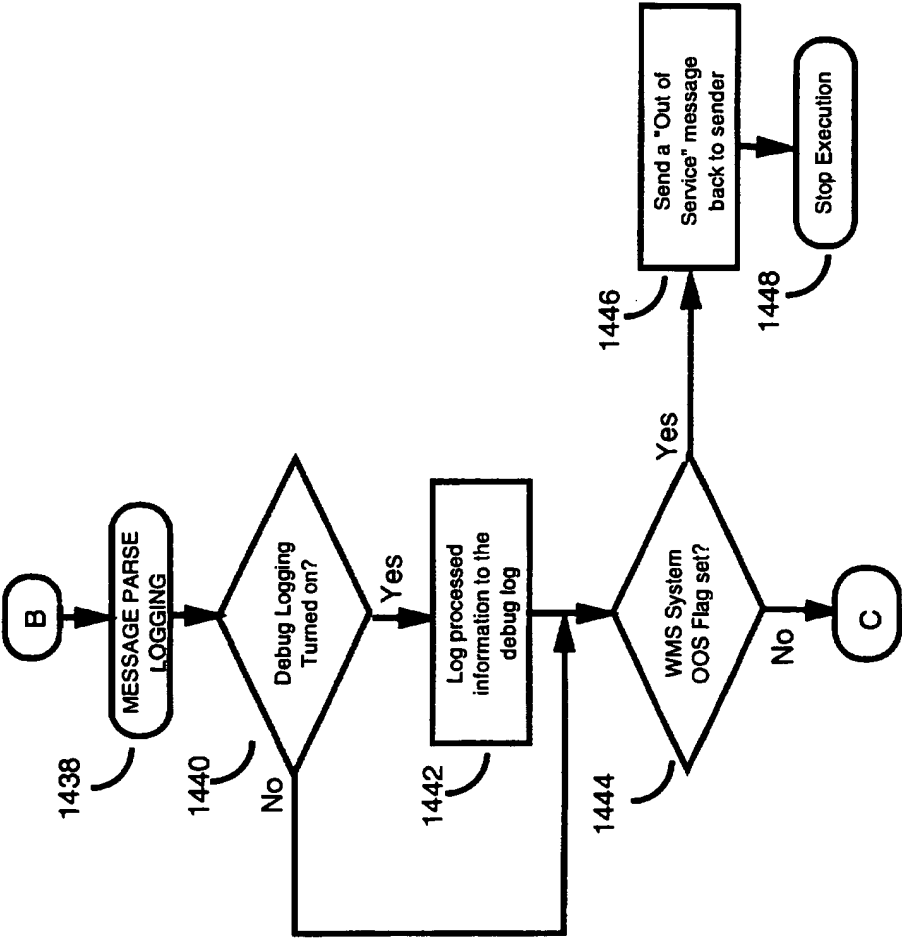 B
MESSAGE PARSE
LOGGING
1438
Debug Logging
Turned on?
1440
No
Yes
Log processed
information to the
debug log
1442
WMS System
OOS Flag set?
1444
Yes
No
Send a "Out of
Service" message
back to sender
1446
Stop Execution
1448
C